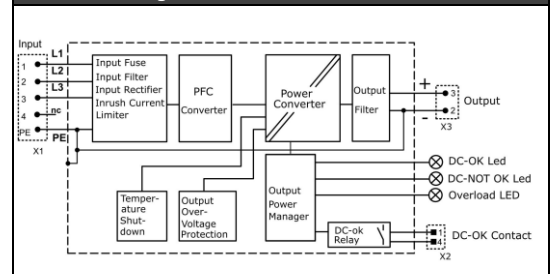 Input
L1
L2
L3
nc
PE
1
2
3
4
PE
X1
Input Fuse
Input Filter
Input Rectifier
Inrush Current
Limiter
PFC
Converter
Power
Converter
Output
Filter
+
-
3
2
X3
Output
Temper-
ature
Shut-
down
Output
Over-
Voltage
Protection
Output
Power
Manager
DC-ok
Relay
DC-OK Led
DC-NOT OK Led
Overload LED
1
4
DC-OK Contact
X2